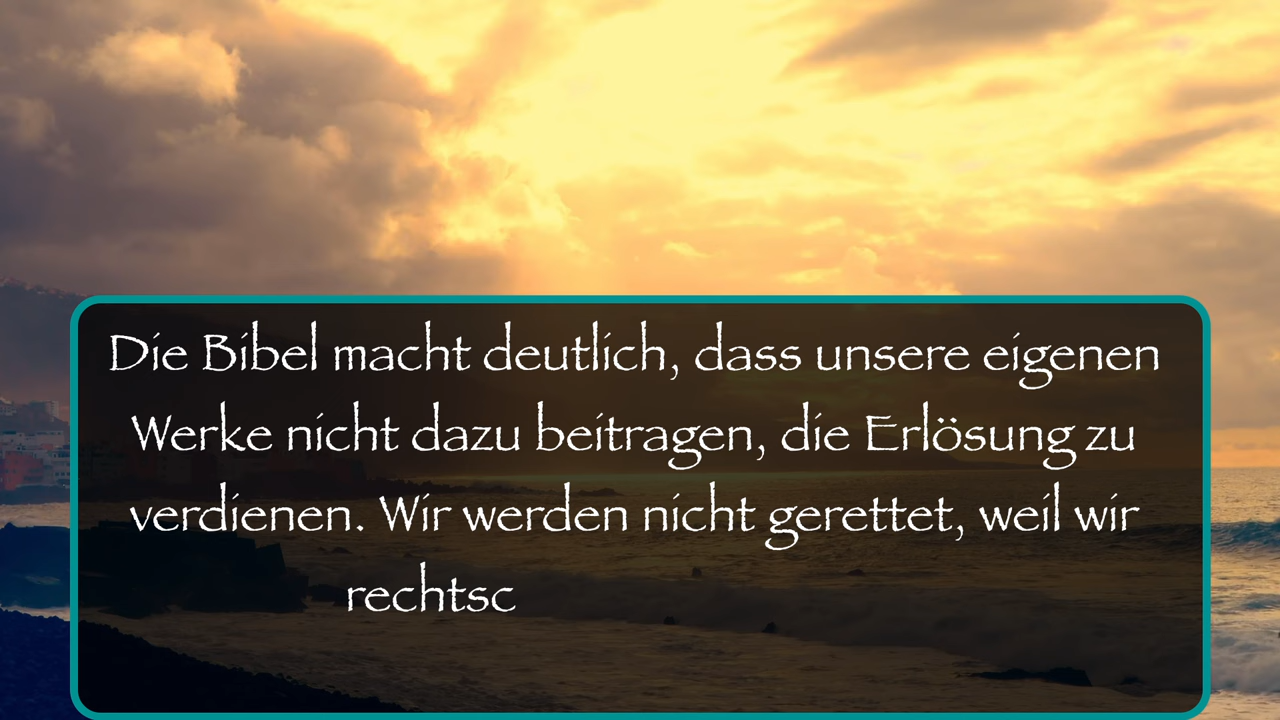 Die Bibel macht deutlich, dass unsere eigenen
Werke nicht dazu beitragen, die Erlösung zu
verdienen. Wir werden nicht gerettet, weil wir
rechtsc